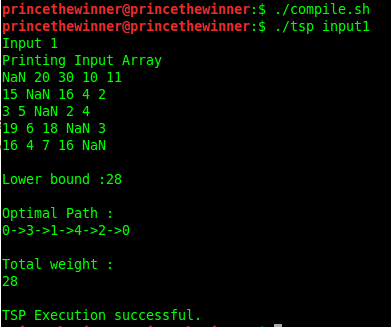 princethewinner@princethewinner:$ ./compile.sh
princethewinner@princethewinner:$ ./tsp input1
Input 1
Printing Input Array
NaN 20 30 10 11
15 NaN 16 4 2
3 5 NaN 2 4
19 6 18 NaN 3
16 4 7 16 NaN
Lower bound :28
Optimal Path :
0->3->1->4->2->0
Total weight :
28
TSP Execution successful.